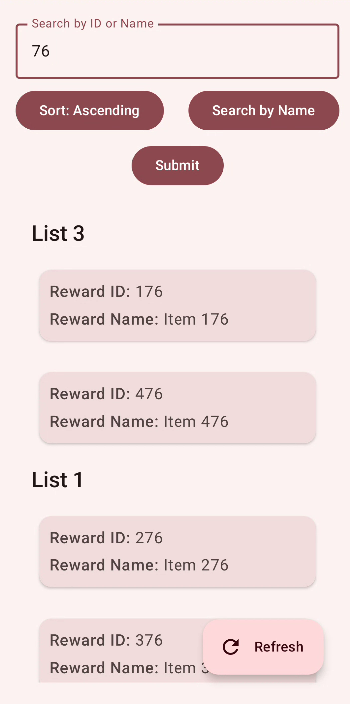 Search by ID or Name
76
Sort: Ascending
Search by Name
Submit
List 3
Reward ID: 176
Reward Name: Item 176
Reward ID: 476
Reward Name: Item 476
List 1
Reward ID: 276
Reward Name: Item 276
Reward ID: 376
Reward Name: Item
Refresh